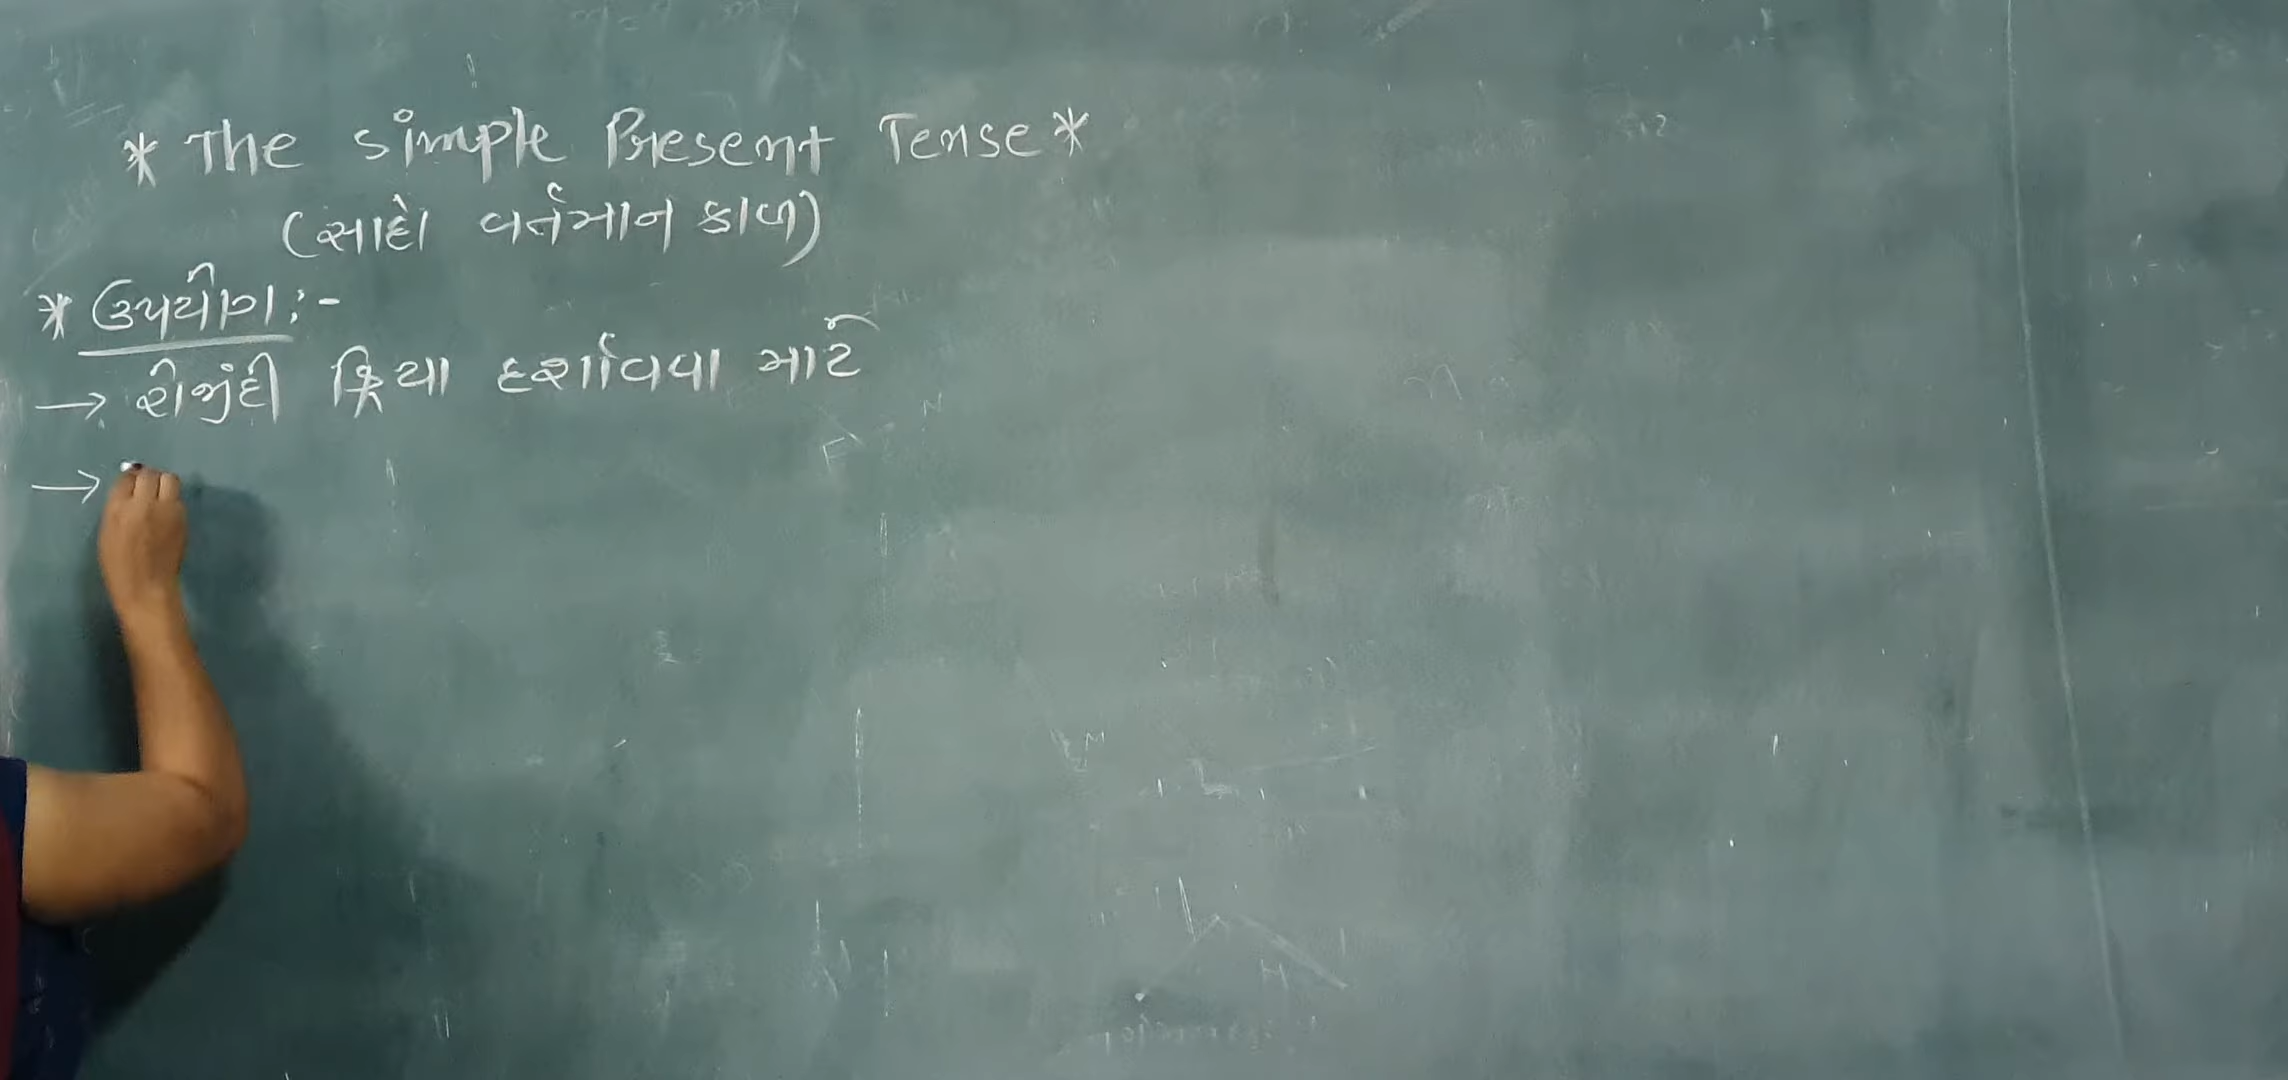 * The Simple Present Tense *
(સાદો વર્તમાન કાળ)
* ઉપયોગ :-
→ રોજીંદી ક્રિયા દર્શાવવા માટે
→